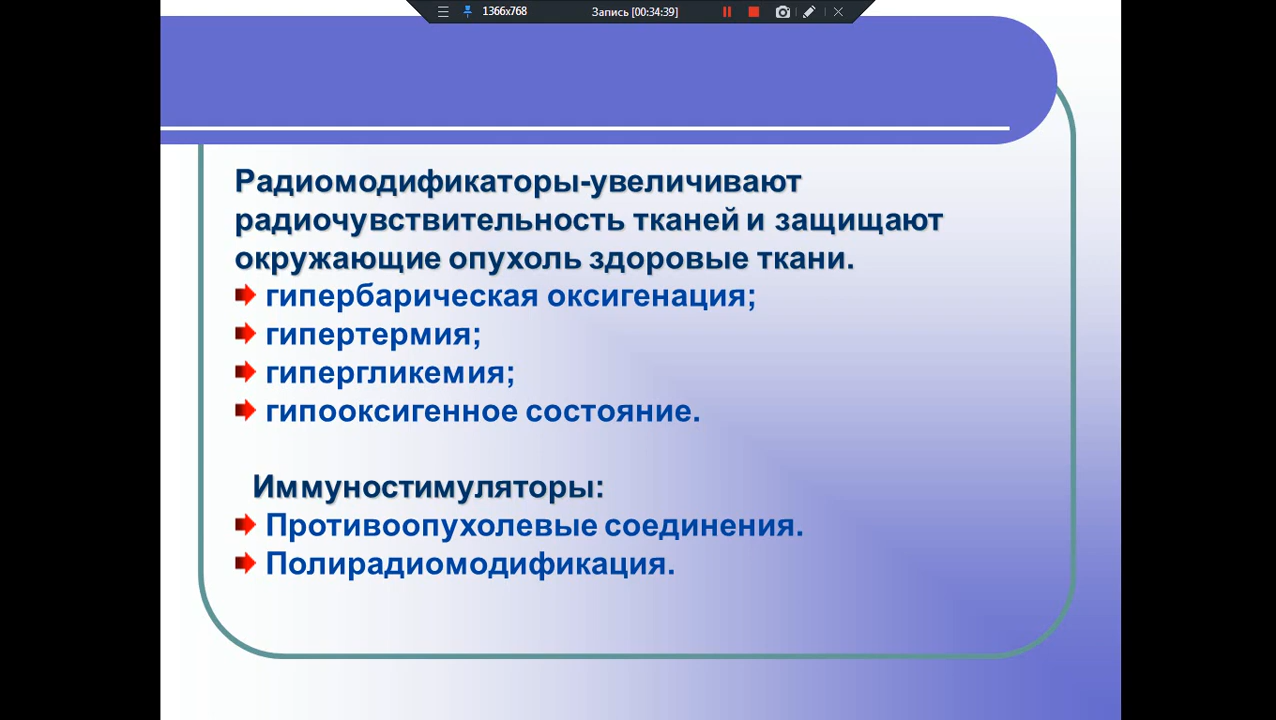 1366x768
Запись [00:34:39]
Радиомодификаторы-увеличивают
радиочувствительность тканей и защищают
окружающие опухоль здоровые ткани.
гипербарическая оксигенация;
гипертермия;
гипергликемия;
гипооксигенное состояние.
Иммуностимуляторы:
Противоопухолевые соединения.
Полирадиомодификация.